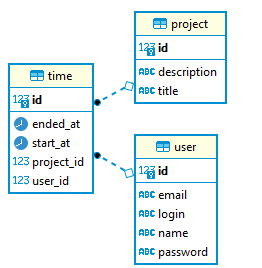 project
123 id
ABC description
ABC title
time
123 id
ended_at
start_at
123 project_id
123 user_id
user
123 id
ABC email
ABC login
ABC name
ABC password